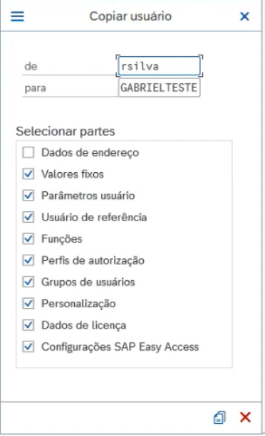 Copiar usuário
de rsilva
para GABRIELTESTE
Selecionar partes
Dados de endereço
Valores fixos
Parâmetros usuário
Usuário de referência
Funções
Perfis de autorização
Grupos de usuários
Personalização
Dados de licença
Configurações SAP Easy Access